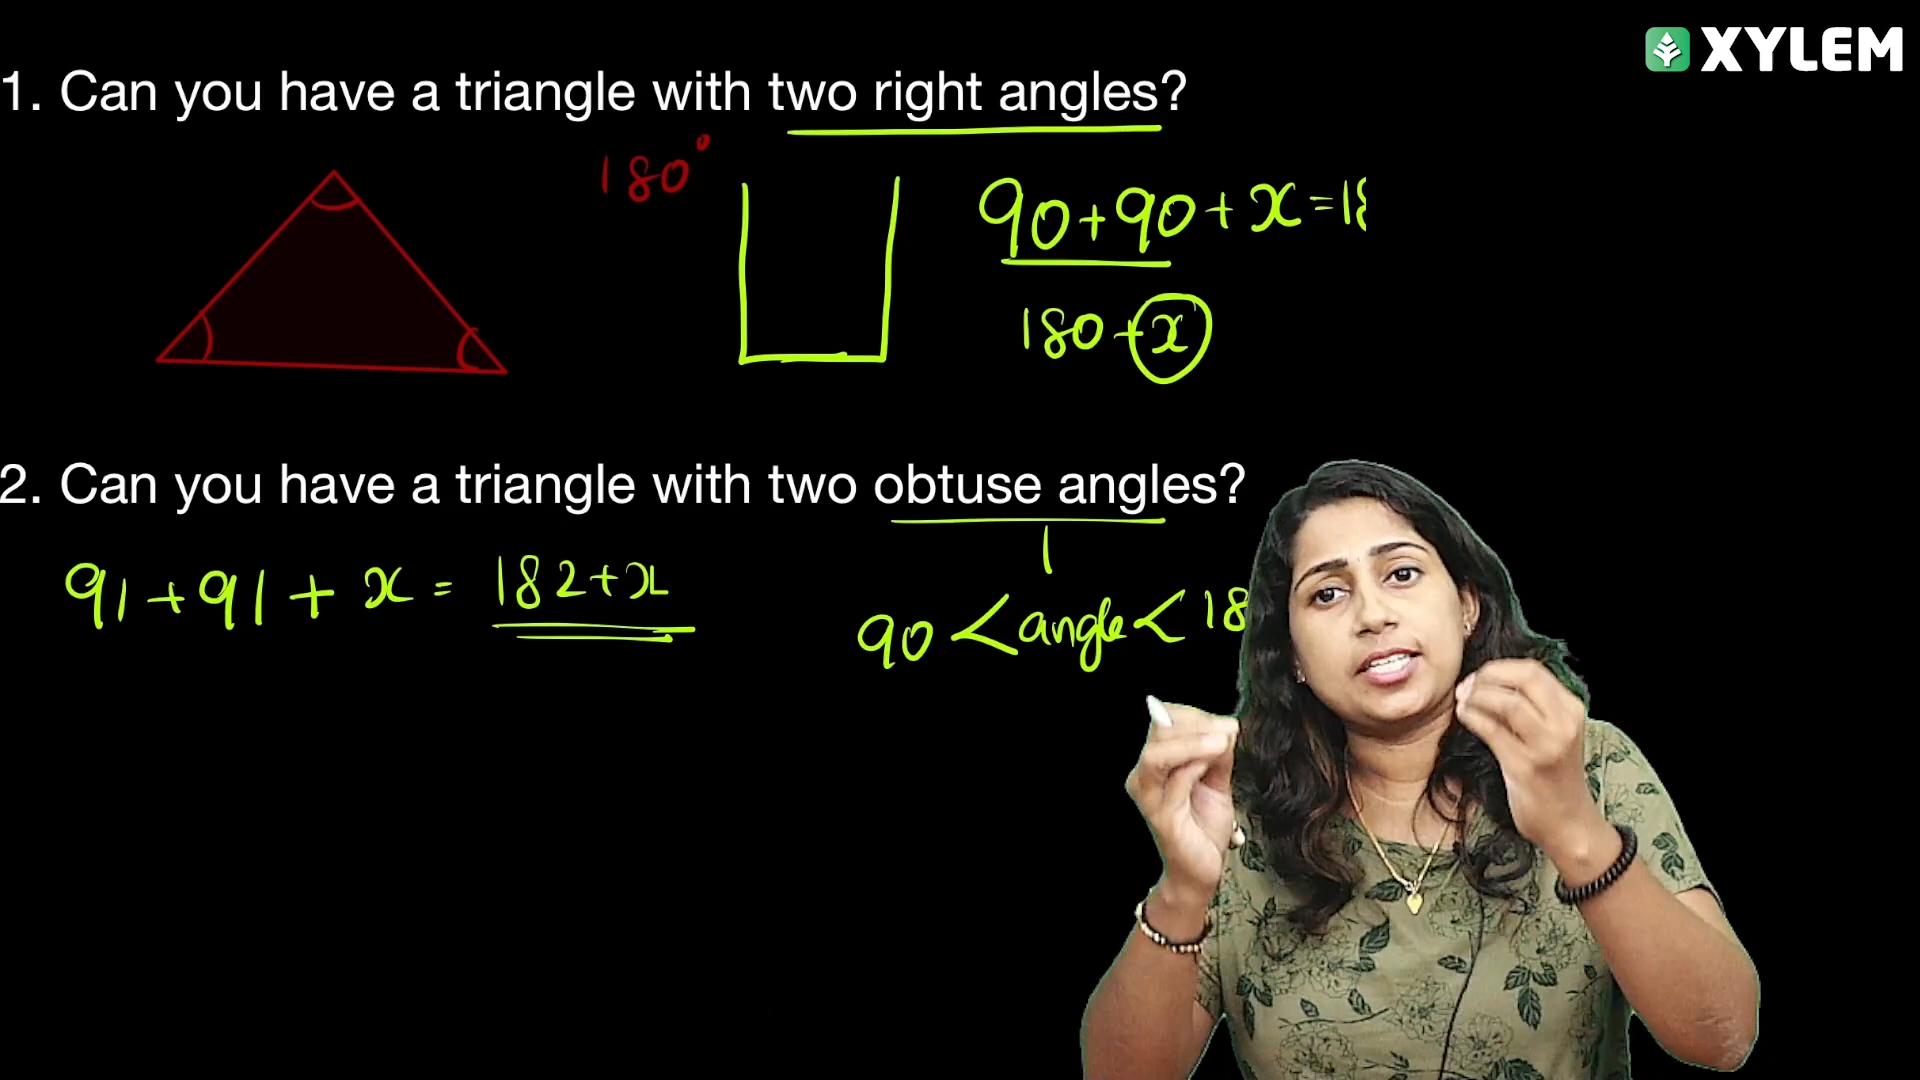 XYLEM
1. Can you have a triangle with two right angles?
180°
90+90+x=18
180+x
2. Can you have a triangle with two obtuse angles?
91+91+x=182+x
90<angle<18